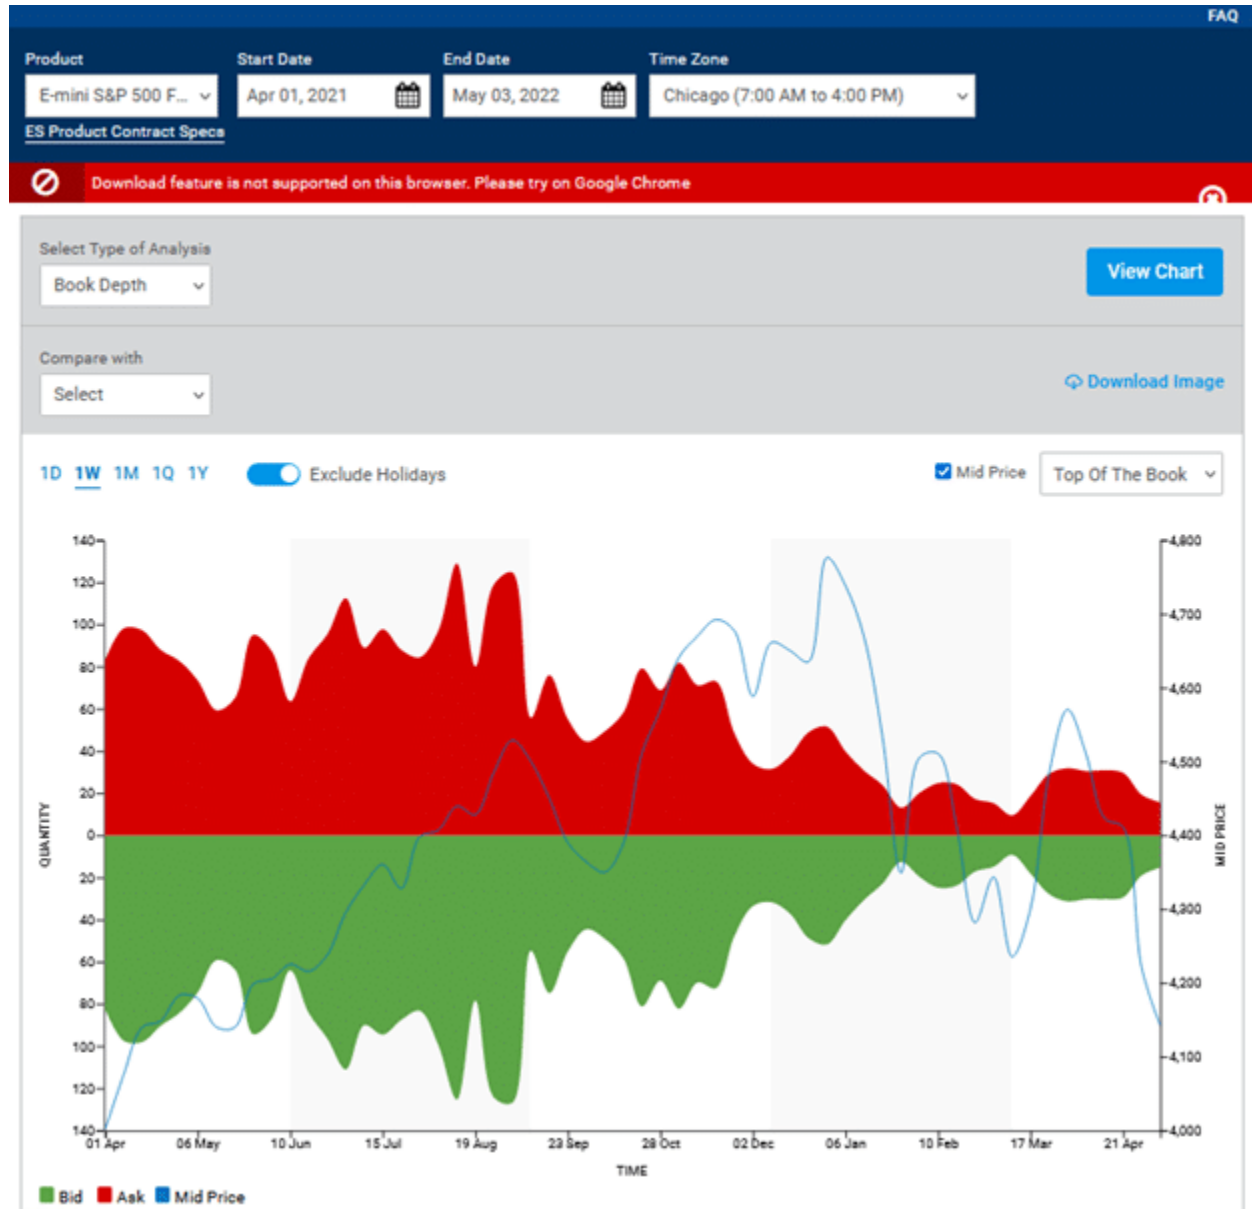 FAQ
Product Start Date End Date Time Zone
E-mini S&P 500 F... Apr 01, 2021 May 03, 2022 Chicago (7:00 AM to 4:00 PM)
ES Product Contract Specs
Download feature is not supported on this browser. Please try on Google Chrome
Select Type of Analysis
Book Depth
View Chart
Compare with
Select
Download Image
1D 1W 1M 1Q 1Y Exclude Holidays Mid Price Top Of The Book
140 4,800
120
100 4,700
80
60 4,600
40
20 4,500
QUANTITY 0 4,400 MID PRICE
20
40 4,300
60
80 4,200
100 4,100
120
140 4,000
01 Apr 06 May 10 Jun 15 Jul 19 Aug 23 Sep 28 Oct 02 Dec 06 Jan 10 Feb 17 Mar 21 Apr
TIME
Bid Ask Mid Price